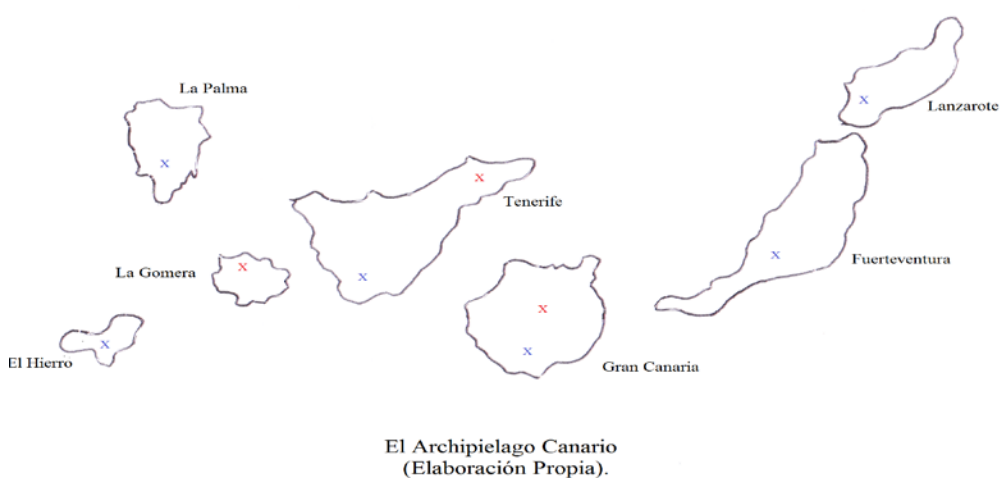 La Palma
Lanzarote
x
x
x
Tenerife
La Gomera
x
x
x
x
Fuerteventura
x
El Hierro
x
x
Gran Canaria
El Archipielago Canario
(Elaboración Propia).